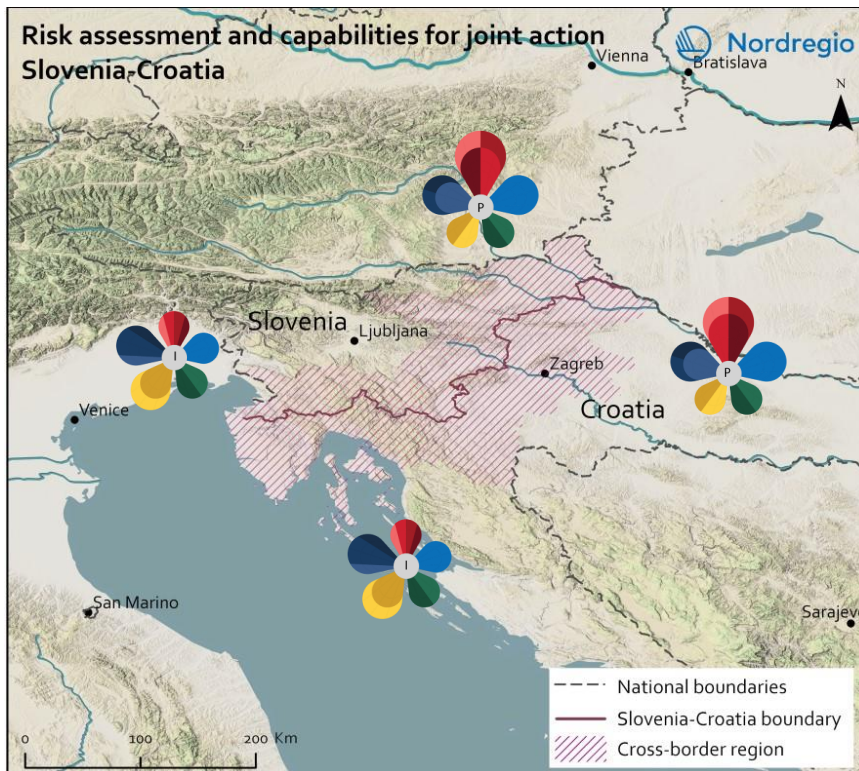 Risk assessment and capabilities for joint action
Slovenia-Croatia
Nordregio
Vienna
Bratislava
N
P
Slovenia
Ljubljana
I
Zagreb
P
Croatia
Venice
I
San Marino
Sarajevo
National boundaries
Slovenia-Croatia boundary
Cross-border region
0 100 200 Km